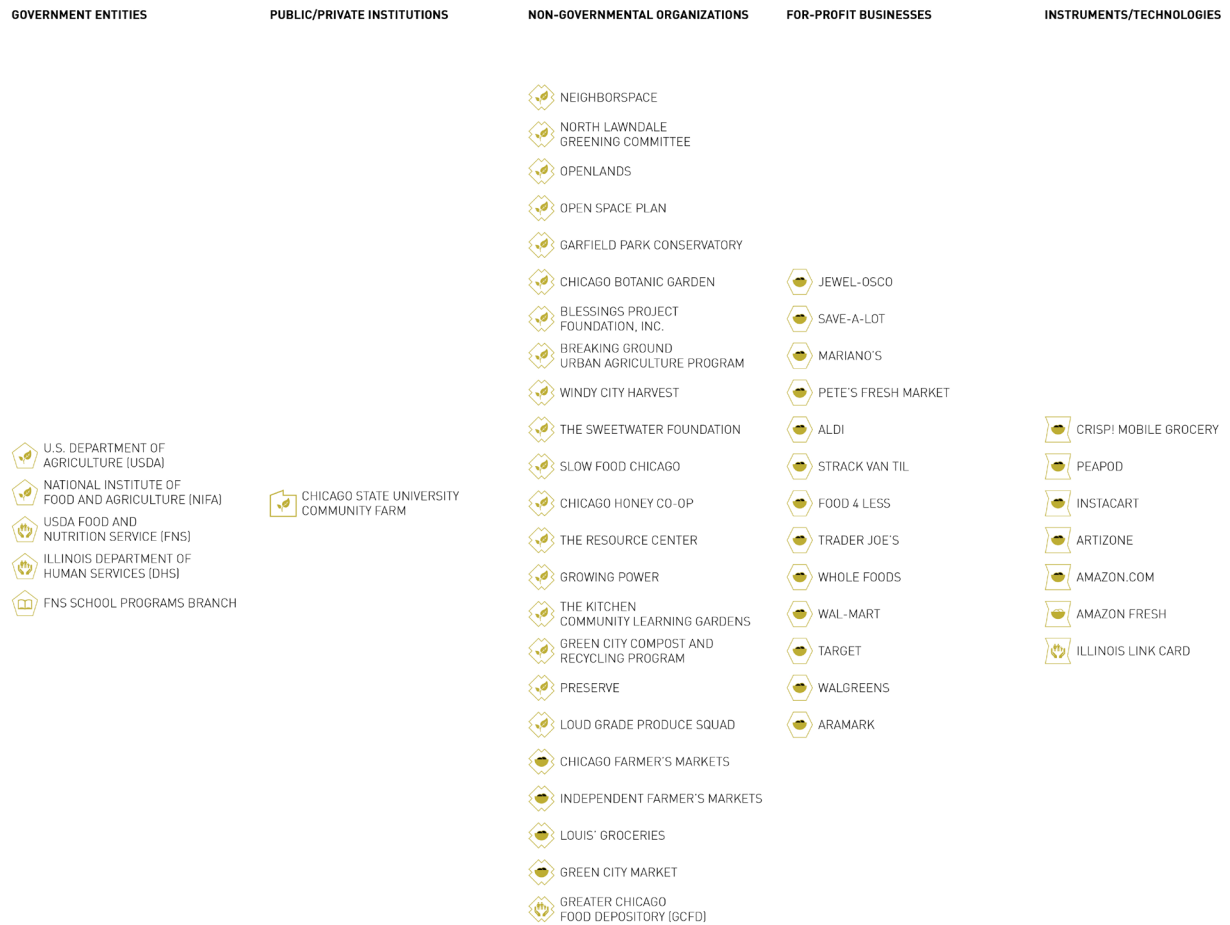 GOVERNMENT ENTITIES
PUBLIC/PRIVATE INSTITUTIONS
NON-GOVERNMENTAL ORGANIZATIONS
FOR-PROFIT BUSINESSES
INSTRUMENTS/TECHNOLOGIES
U.S. DEPARTMENT OF
AGRICULTURE (USDA)
NATIONAL INSTITUTE OF
FOOD AND AGRICULTURE (NIFA)
USDA FOOD AND
NUTRITION SERVICE (FNS)
ILLINOIS DEPARTMENT OF
HUMAN SERVICES (DHS)
FNS SCHOOL PROGRAMS BRANCH
CHICAGO STATE UNIVERSITY
COMMUNITY FARM
NEIGHBORSPACE
NORTH LAWNDALE
GREENING COMMITTEE
OPENLANDS
OPEN SPACE PLAN
GARFIELD PARK CONSERVATORY
CHICAGO BOTANIC GARDEN
BLESSINGS PROJECT
FOUNDATION, INC.
BREAKING GROUND
URBAN AGRICULTURE PROGRAM
WINDY CITY HARVEST
THE SWEETWATER FOUNDATION
SLOW FOOD CHICAGO
CHICAGO HONEY CO-OP
THE RESOURCE CENTER
GROWING POWER
THE KITCHEN
COMMUNITY LEARNING GARDENS
GREEN CITY COMPOST AND
RECYCLING PROGRAM
PRESERVE
LOUD GRADE PRODUCE SQUAD
CHICAGO FARMER'S MARKETS
INDEPENDENT FARMER'S MARKETS
LOUIS' GROCERIES
GREEN CITY MARKET
GREATER CHICAGO
FOOD DEPOSITORY (GCFD)
JEWEL-OSCO
SAVE-A-LOT
MARIANO'S
PETE'S FRESH MARKET
ALDI
STRACK VAN TIL
FOOD 4 LESS
TRADER JOE'S
WHOLE FOODS
WAL-MART
TARGET
WALGREENS
ARAMARK
CRISP! MOBILE GROCERY
PEAPOD
INSTACART
ARTIZONE
AMAZON.COM
AMAZON FRESH
ILLINOIS LINK CARD